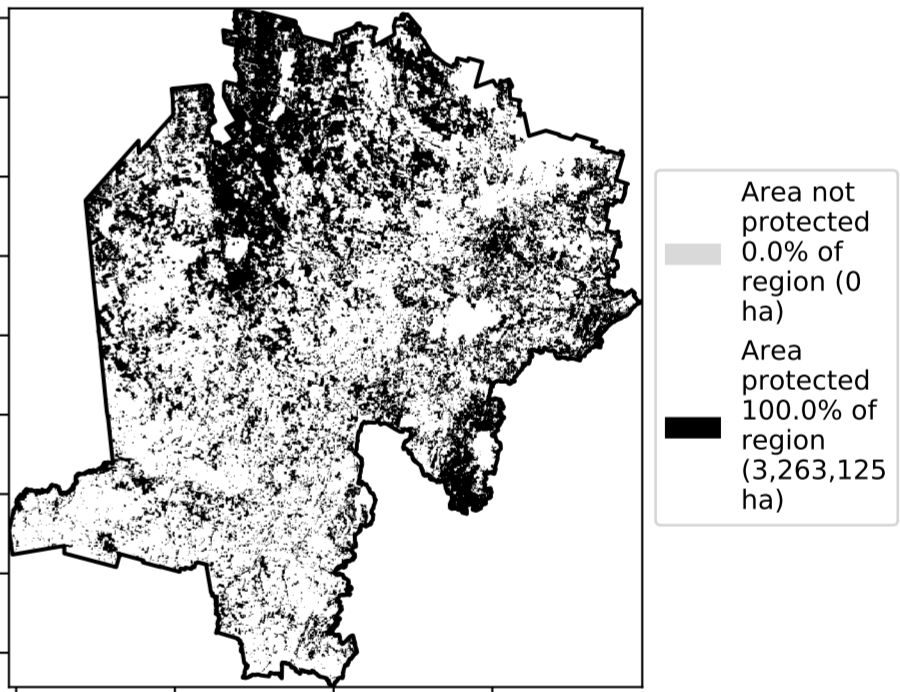 Area not
protected
0.0% of
region (0
ha)
Area
protected
100.0% of
region
(3,263,125
ha)